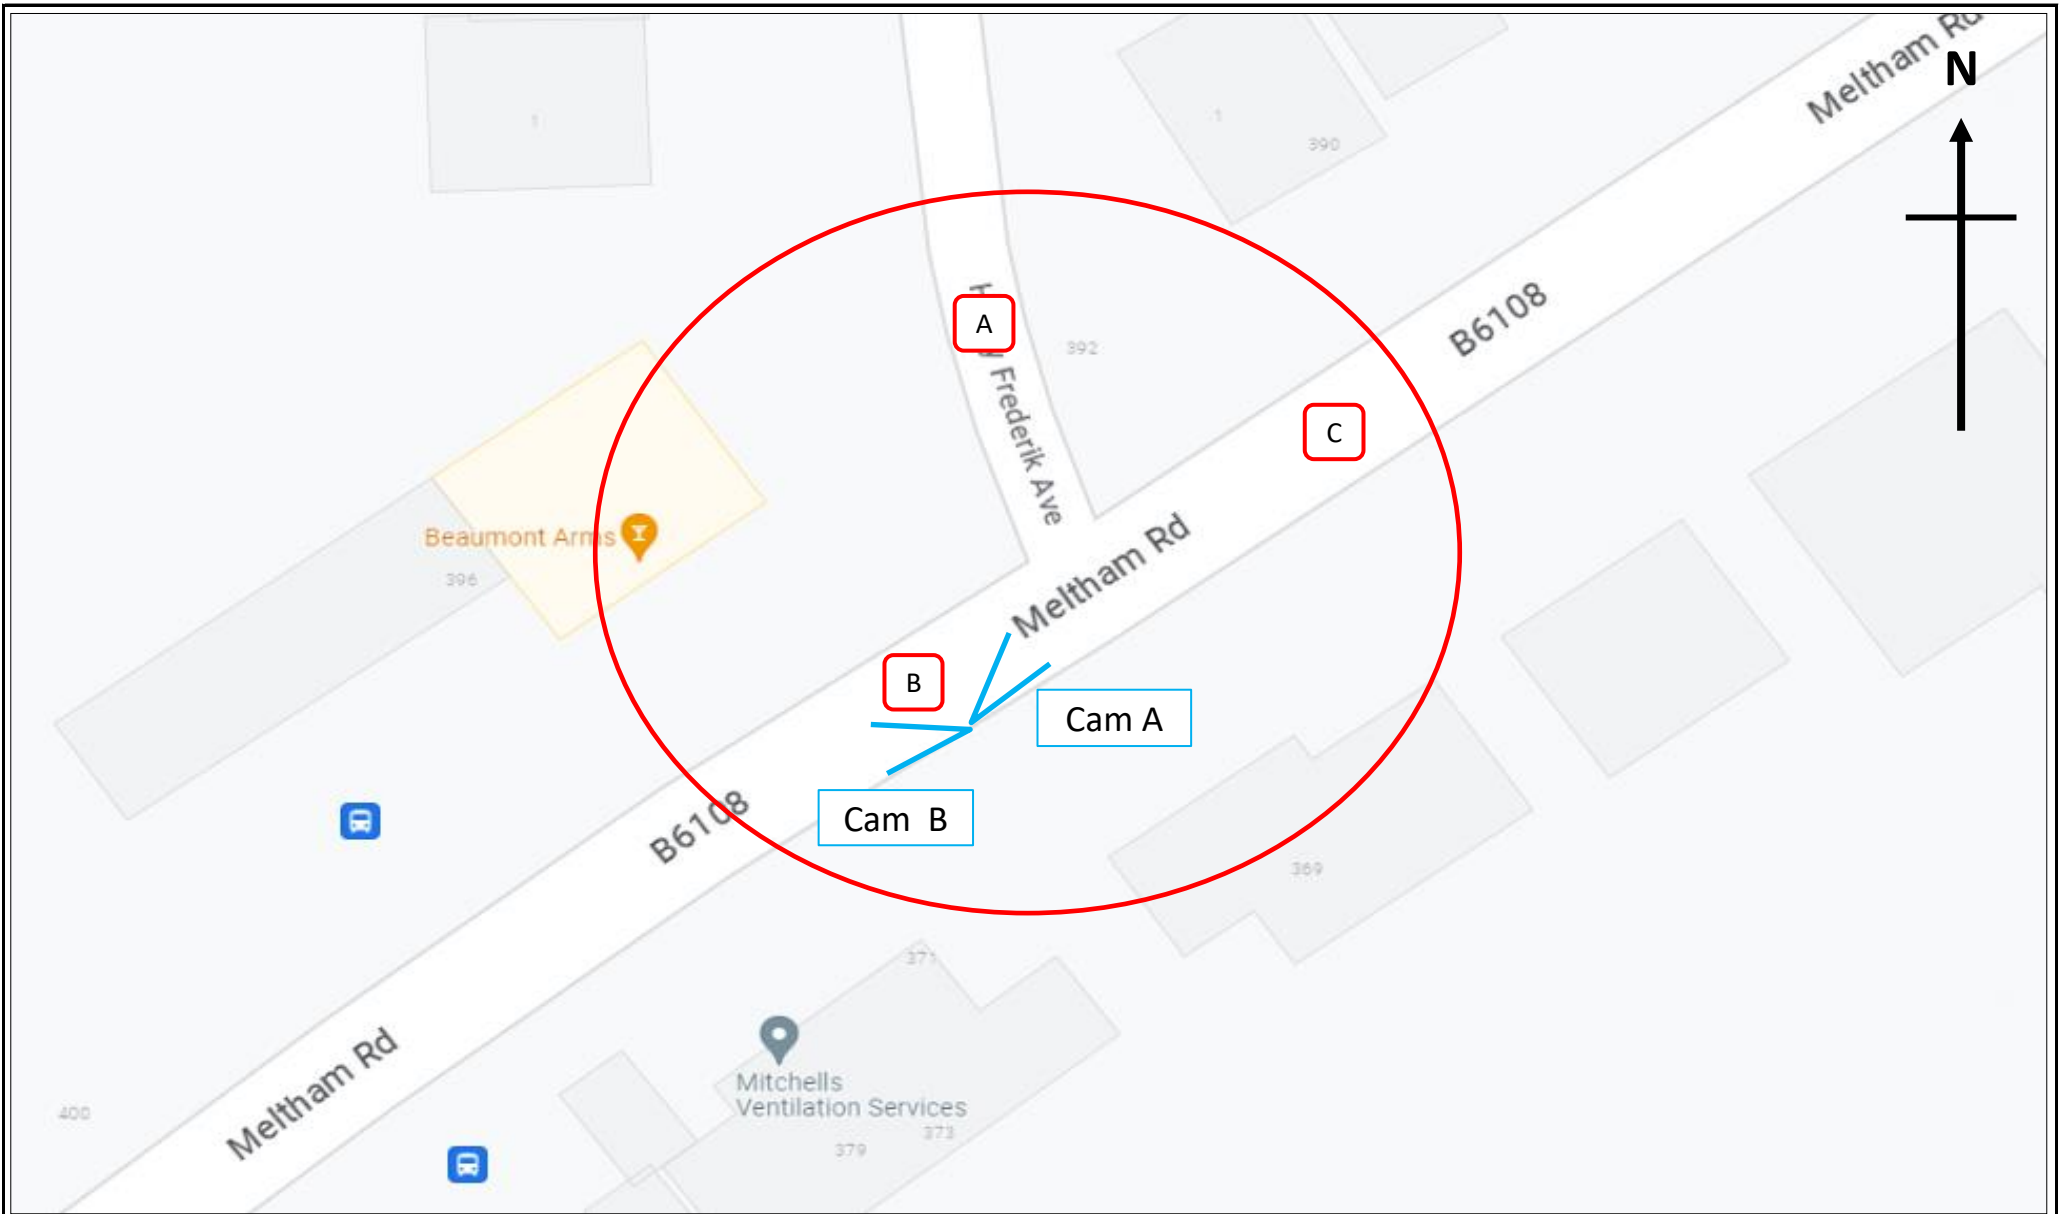 Meltham Rd
N
1
1
390
B6108
A
Frederik Ave
392
C
Beaumont Arms
396
Meltham Rd
B
Cam A
B6108
Cam B
369
371
Meltham Rd
Mitchells
Ventilation Services
400
373
379